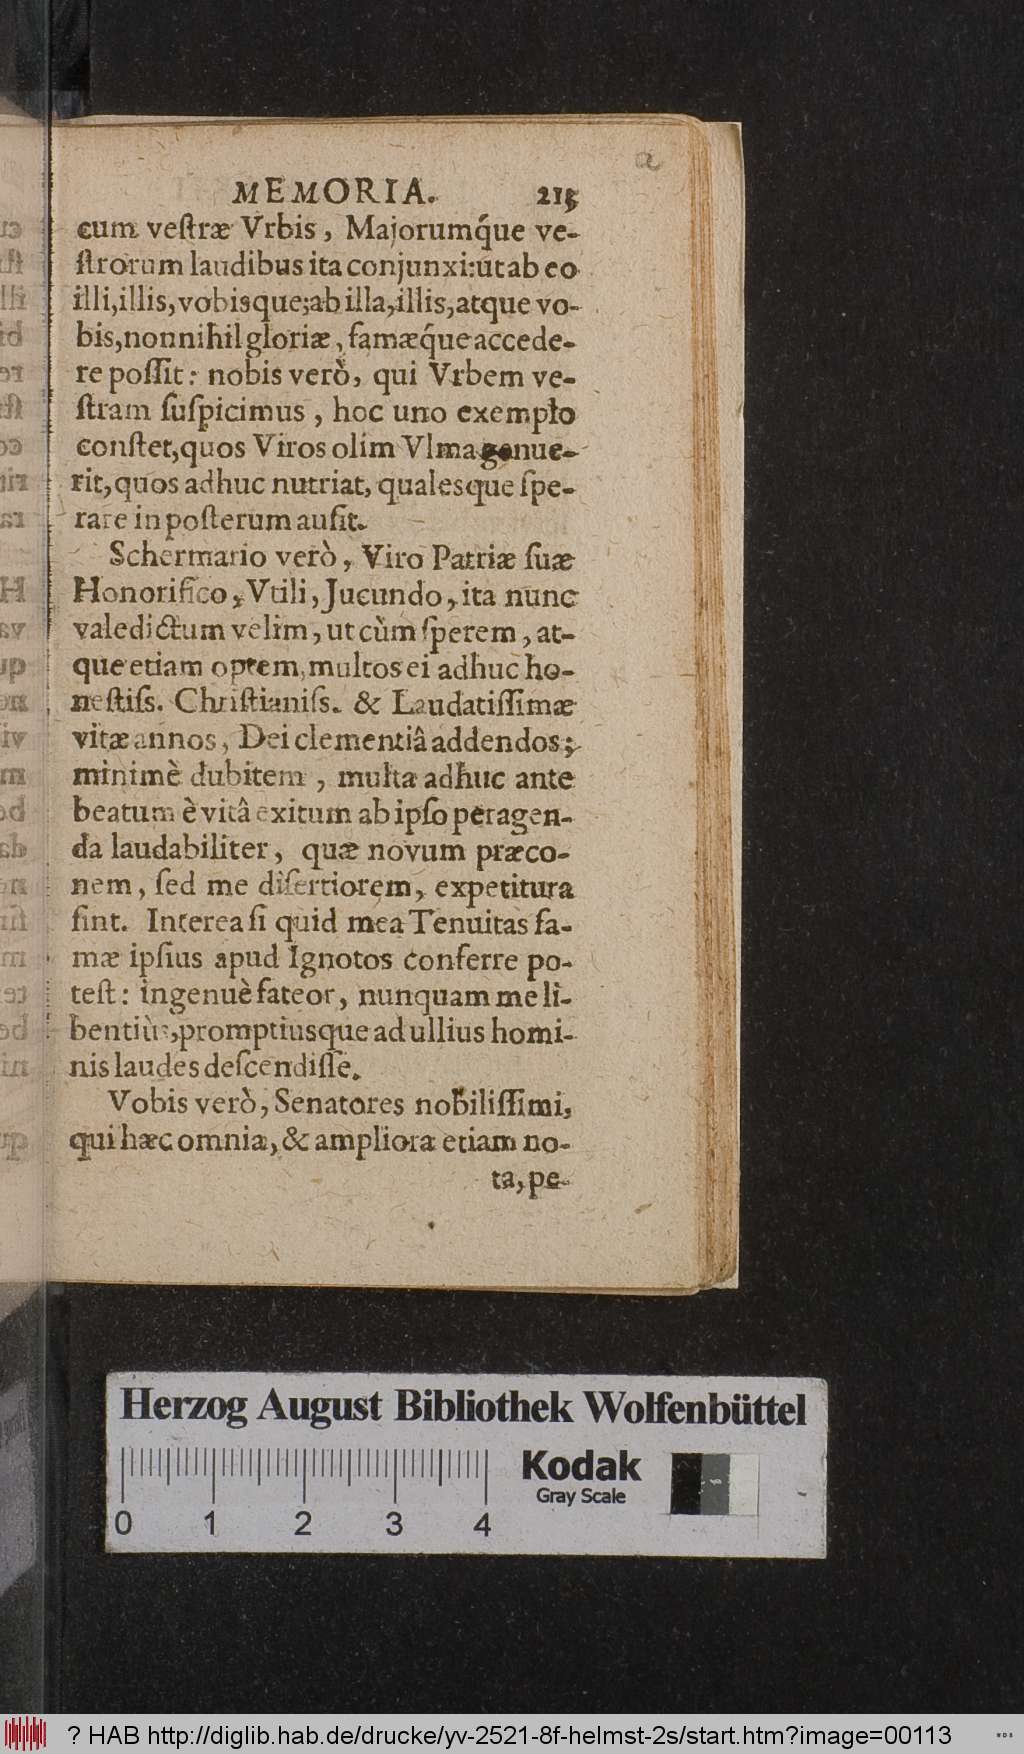 a
MEMORIA. 215
cum veſtræ Vrbis, Majorumq́ue ve-
ſtrorum laudibus ita conjunxi: ut ab eo
illi, illis, vobisque; ab illa, illis, atque vo-
bis, nonnihil gloriæ, famæq́ue accede-
re poſſit: nobis verò, qui Vrbem ve-
ſtram ſuſpicimus, hoc uno exemplo
conſtet, quos Viros olim Vlma genue-
rit, quos adhuc nutriat, qualesque ſpe-
rare in poſterum auſit.
Schermario verò, Viro Patriæ ſuæ
Honorifico, Vtili, Jucundo, ita nunc
valedictum velim, ut cùm ſperem, at-
que etiam optem, multos ei adhuc ho-
neſtiſs. Chriſtianiſs. & Laudatiſſimæ
vitæ annos, Dei clementiâ addendos;
minimè dubitem, multa adhuc ante
beatum è vitâ exitum ab ipſo peragen-
da laudabiliter, quæ novum præco-
nem, ſed me diſertiorem, expetitura
ſint. Interea ſi quid mea Tenuitas fa-
mæ ipſius apud Ignotos conferre po-
teſt: ingenuè fateor, nunquam me li-
bentiùs, promptiusque ad ullius homi-
nis laudes deſcendiſſe.
Vobis verò, Senatores nobiliſſimi,
qui hæc omnia, & ampliora etiam no-
ta, pe-
Herzog August Bibliothek Wolfenbüttel
Kodak
Gray Scale
0 1 2 3 4
? HAB http://diglib.hab.de/drucke/yv-2521-8f-helmst-2s/start.htm?image=00113